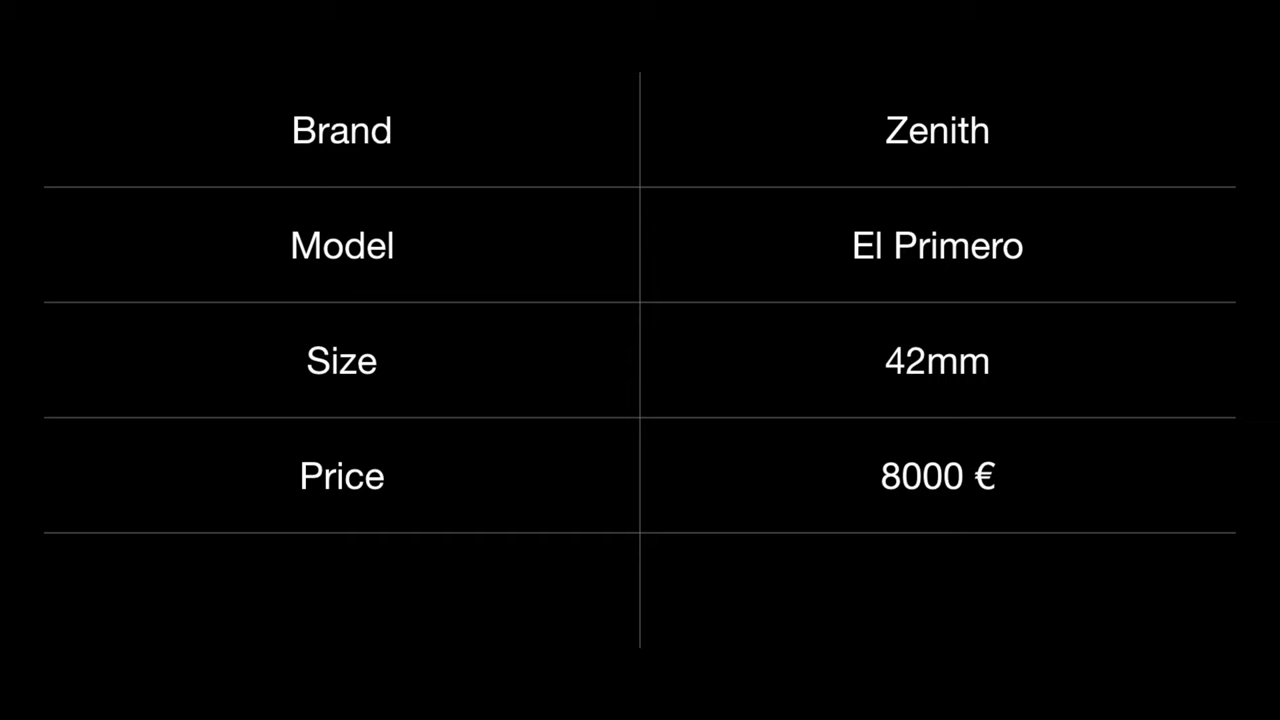 Brand Zenith
Model El Primero
Size 42mm
Price 8000 €